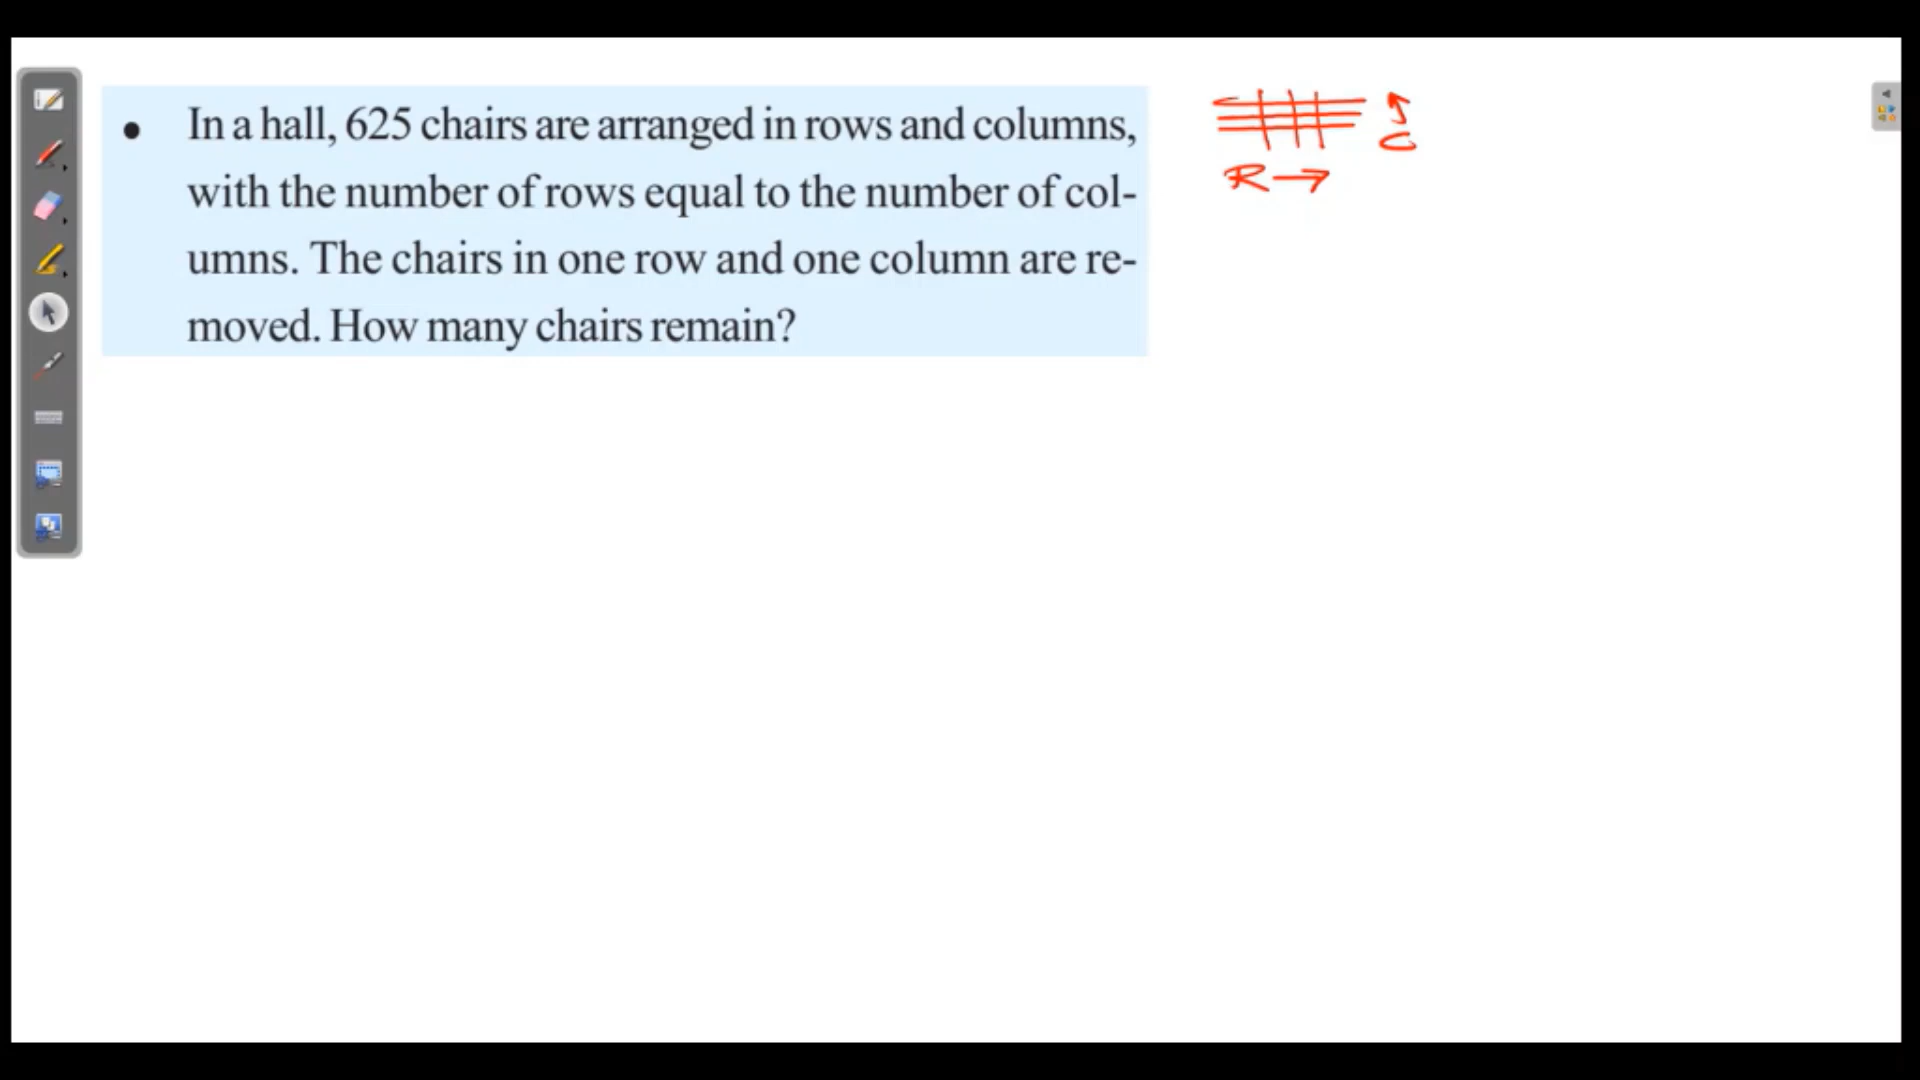 • In a hall, 625 chairs are arranged in rows and columns,
with the number of rows equal to the number of col-
umns. The chairs in one row and one column are re-
moved. How many chairs remain?
C
R →